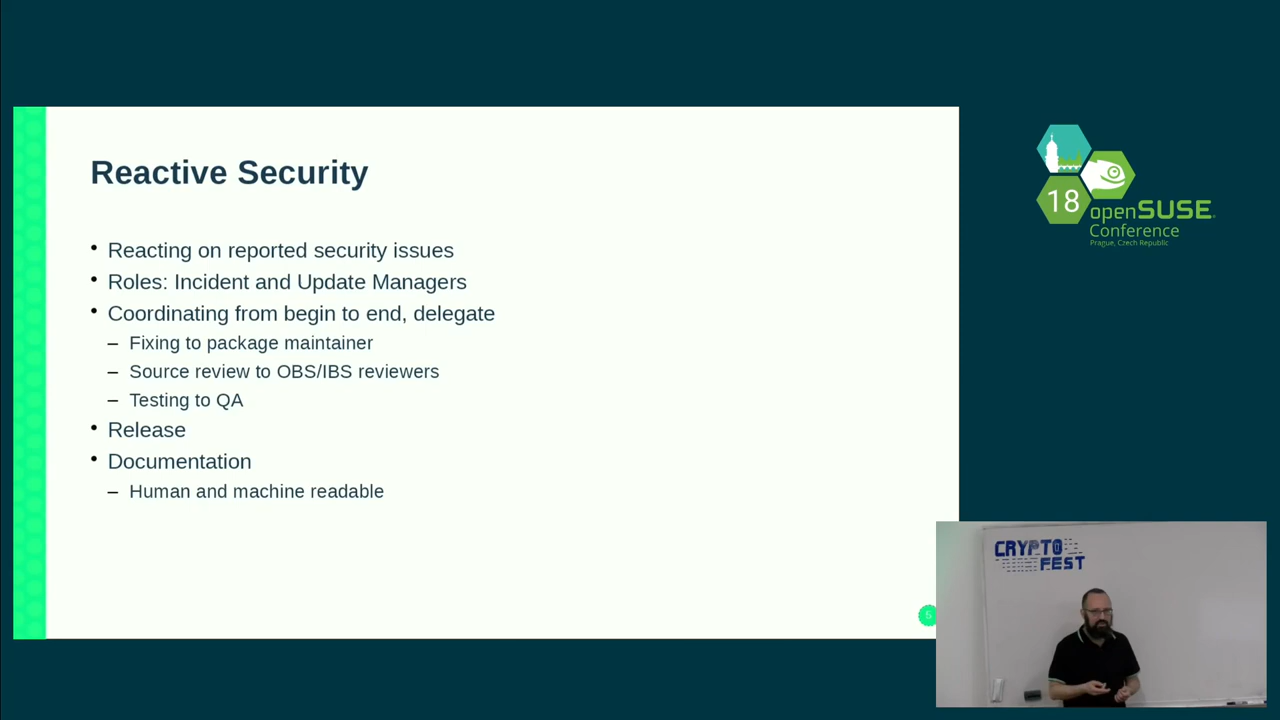 Reactive Security
• Reacting on reported security issues
• Roles: Incident and Update Managers
• Coordinating from begin to end, delegate
– Fixing to package maintainer
– Source review to OBS/IBS reviewers
– Testing to QA
• Release
• Documentation
– Human and machine readable
5
18
openSUSE
Conference
Prague, Czech Republic
CRYPTO
FEST